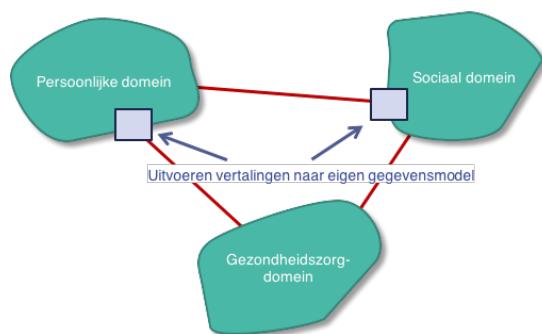 Persoonlijke domein
Sociaal domein
Uitvoeren vertalingen naar eigen gegevensmodel
Gezondheidszorg-
domein